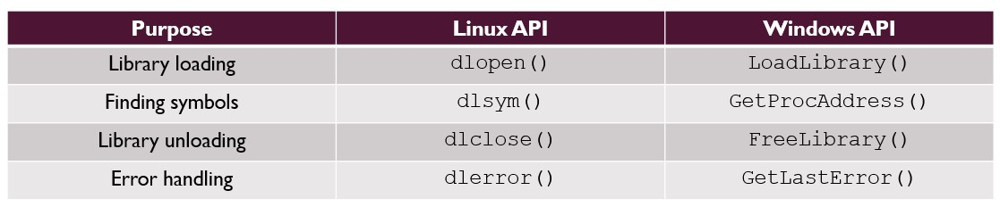 Purpose Linux API Windows API
Library loading dlopen() LoadLibrary()
Finding symbols dlsym() GetProcAddress()
Library unloading dlclose() FreeLibrary()
Error handling dlerror() GetLastError()